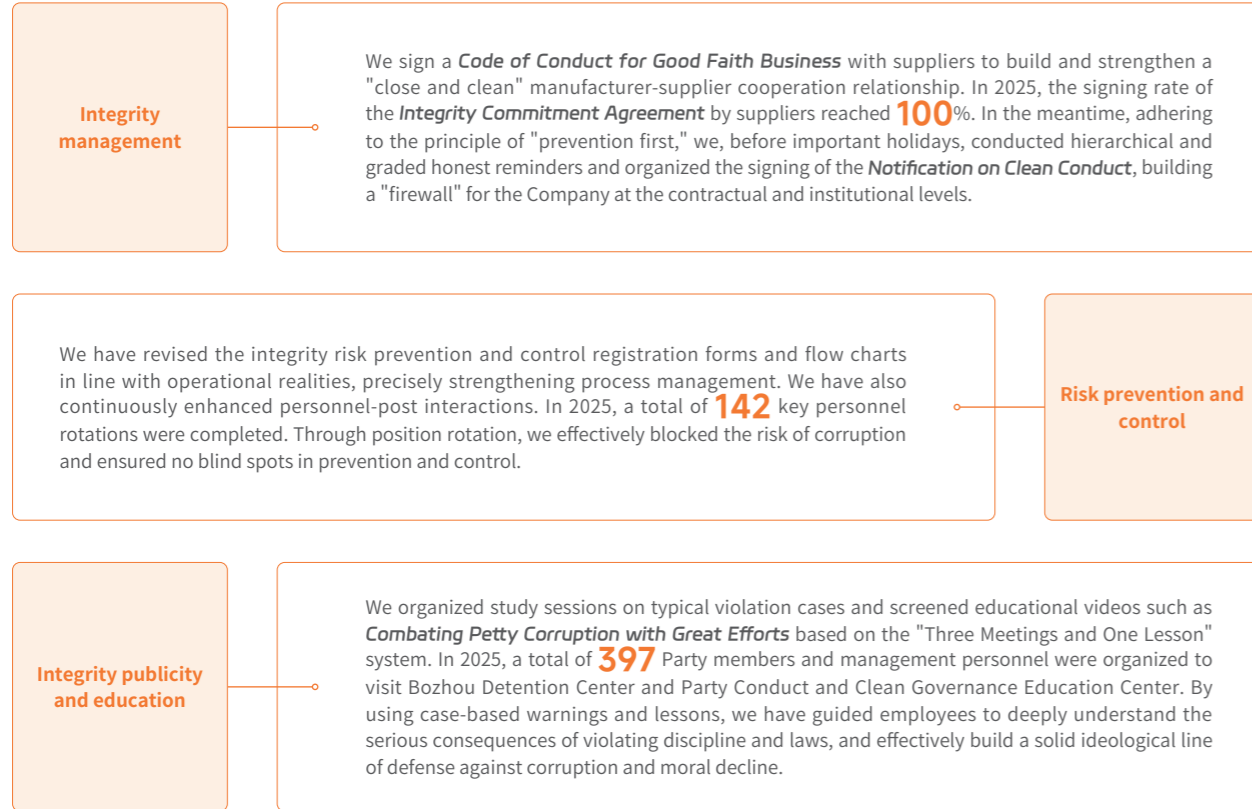 Integrity
management
We sign a Code of Conduct for Good Faith Business with suppliers to build and strengthen a
"close and clean" manufacturer-supplier cooperation relationship. In 2025, the signing rate of
the Integrity Commitment Agreement by suppliers reached 100%. In the meantime, adhering
to the principle of "prevention first," we, before important holidays, conducted hierarchical and
graded honest reminders and organized the signing of the Notification on Clean Conduct, building
a "firewall" for the Company at the contractual and institutional levels.
We have revised the integrity risk prevention and control registration forms and flow charts
in line with operational realities, precisely strengthening process management. We have also
continuously enhanced personnel-post interactions. In 2025, a total of 142 key personnel
rotations were completed. Through position rotation, we effectively blocked the risk of corruption
and ensured no blind spots in prevention and control.
Risk prevention and
control
Integrity publicity
and education
We organized study sessions on typical violation cases and screened educational videos such as
Combating Petty Corruption with Great Efforts based on the "Three Meetings and One Lesson"
system. In 2025, a total of 397 Party members and management personnel were organized to
visit Bozhou Detention Center and Party Conduct and Clean Governance Education Center. By
using case-based warnings and lessons, we have guided employees to deeply understand the
serious consequences of violating discipline and laws, and effectively build a solid ideological line
of defense against corruption and moral decline.